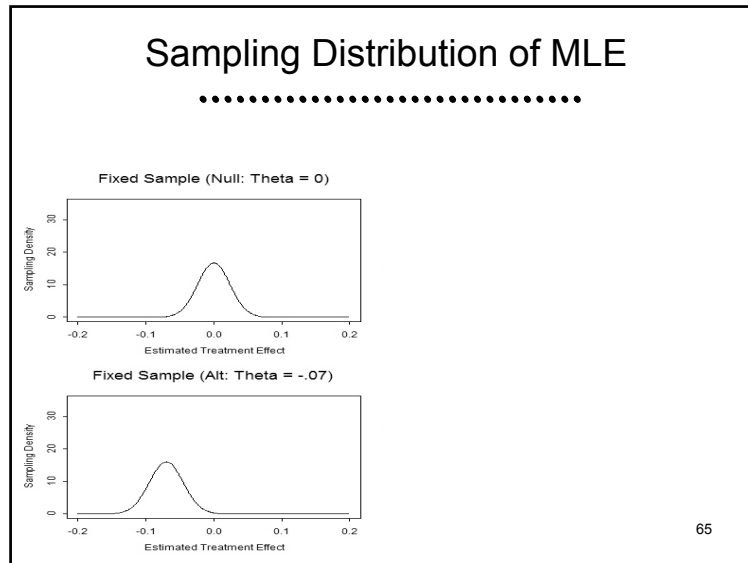 Sampling Distribution of MLE
Fixed Sample (Null: Theta = 0)
Sampling Density
30
20
10
0
-0.2 -0.1 0.0 0.1 0.2
Estimated Treatment Effect
Fixed Sample (Alt: Theta = -.07)
Sampling Density
30
20
10
0
-0.2 -0.1 0.0 0.1 0.2
Estimated Treatment Effect
65